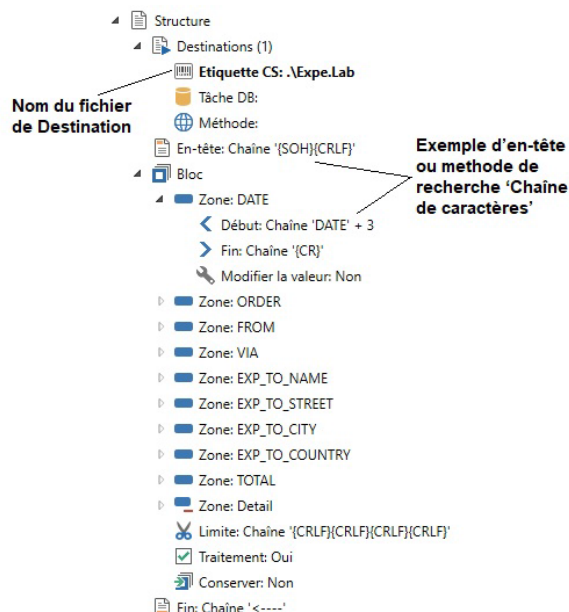 Structure
Destinations (1)
Etiquette CS: .\Expe.Lab
Tâche DB:
Méthode:
Nom du fichier
de Destination
En-tête: Chaîne '{SOH}{CRLF}'
Exemple d'en-tête
ou methode de
recherche 'Chaîne
de caractères'
Bloc
Zone: DATE
Début: Chaîne 'DATE' + 3
Fin: Chaîne '{CR}'
Modifier la valeur: Non
Zone: ORDER
Zone: FROM
Zone: VIA
Zone: EXP_TO_NAME
Zone: EXP_TO_STREET
Zone: EXP_TO_CITY
Zone: EXP_TO_COUNTRY
Zone: TOTAL
Zone: Detail
Limite: Chaîne '{CRLF}{CRLF}{CRLF}{CRLF}'
Traitement: Oui
Conserver: Non
Fin: Chaîne '<----'